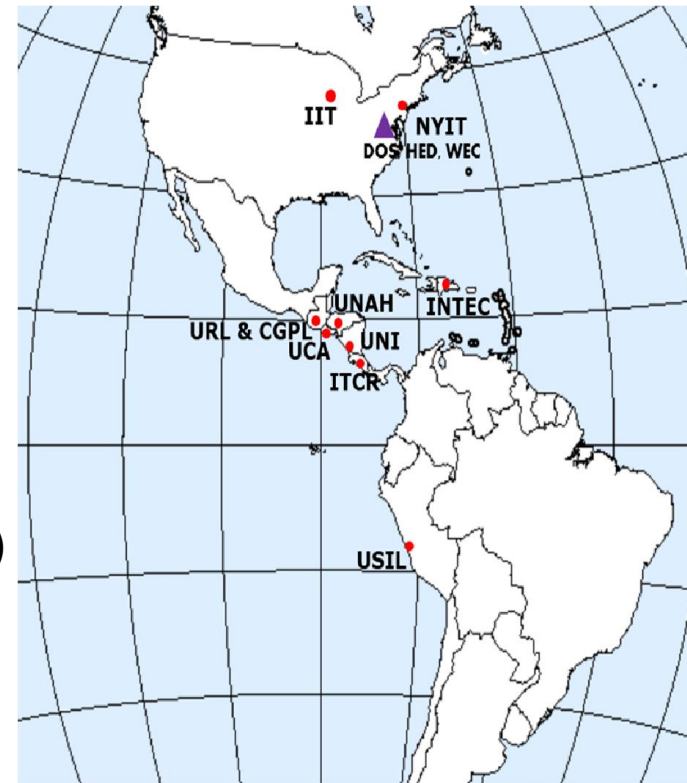 IIT
NYIT
DOS, HED, WEC
UNAH
INTEC
URL & CGPL
UCA
UNI
ITCR
)
USIL